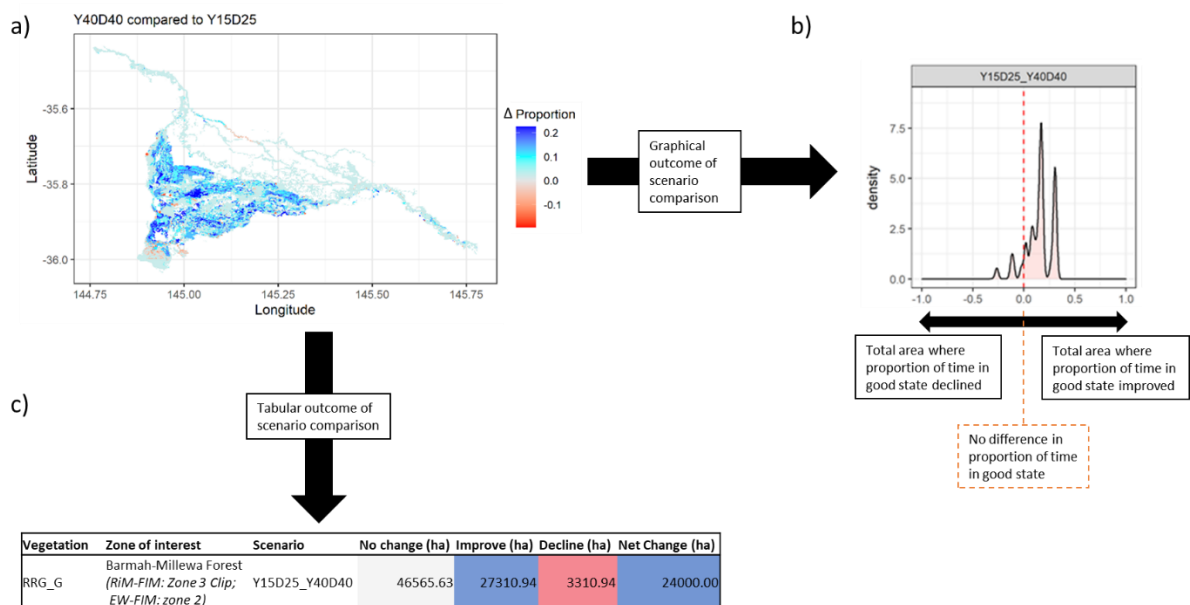 a)
Y40D40 compared to Y15D25
Latitude
-35.6
-35.8
-36.0
144.75
145.00
145.25
145.50
145.75
Longitude
Δ Proportion
0.2
0.1
0.0
-0.1
Graphical
outcome of
scenario
comparison
b)
Y15D25_Y40D40
density
7.5
5.0
2.5
0.0
-1.0
-0.5
0.0
0.5
1.0
Total area where
proportion of time in
good state declined
Total area where
proportion of time in
good state improved
No difference in
proportion of time
in good state
Tabular outcome of
scenario comparison
c)
Vegetation Zone of interest Scenario No change (ha) Improve (ha) Decline (ha) Net Change (ha)
RRG_G
Barmah-Millewa Forest
(RiM-FIM: Zone 3 Clip;
EW-FIM: zone 2)
Y15D25_Y40D40
46565.63
27310.94
3310.94
24000.00